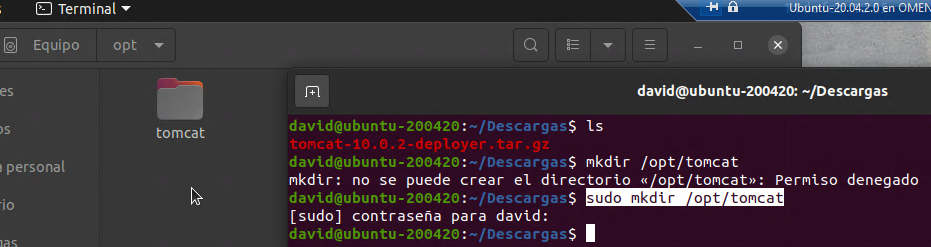 Terminal
Ubuntu-20.04.2.0 en OMEN
Equipo
opt
tomcat
personal
david@ubuntu-200420: ~/Descargas
david@ubuntu-200420:~/Descargas$ ls
tomcat-10.0.2-deployer.tar.gz
david@ubuntu-200420:~/Descargas$ mkdir /opt/tomcat
mkdir: no se puede crear el directorio «/opt/tomcat»: Permiso denegado
david@ubuntu-200420:~/Descargas$ sudo mkdir /opt/tomcat
[sudo] contraseña para david:
david@ubuntu-200420:~/Descargas$